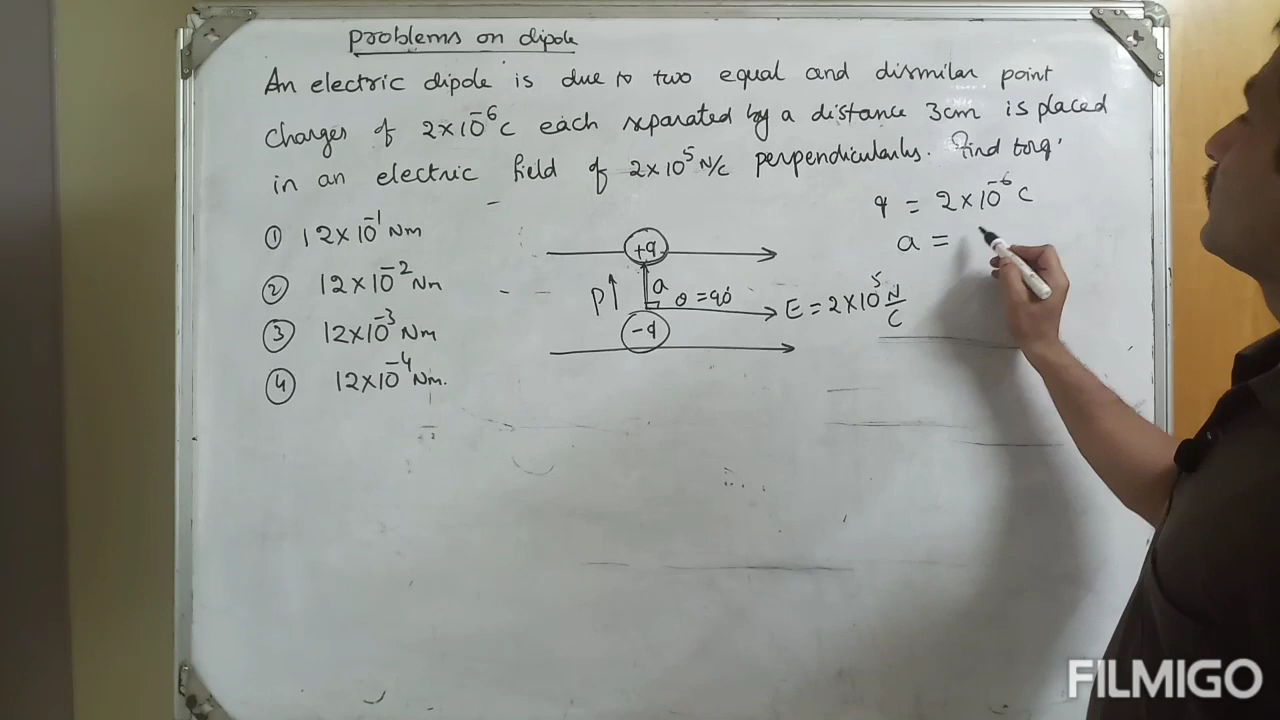 problems on dipole
An electric dipole is due to two equal and dismilar point
charges of 2×10⁻⁶C each separated by a distance 3cm is placed
in an electric field of 2×10⁵ N/C perpendicularly. Find torq
① 12×10⁻¹ Nm
② 12×10⁻² Nm
③ 12×10⁻³ Nm
④ 12×10⁻⁴ Nm.
+q
P↑ a θ = 90° E = 2×10⁵ N/C
-q
q = 2×10⁻⁶ C
a =
FILMIGO